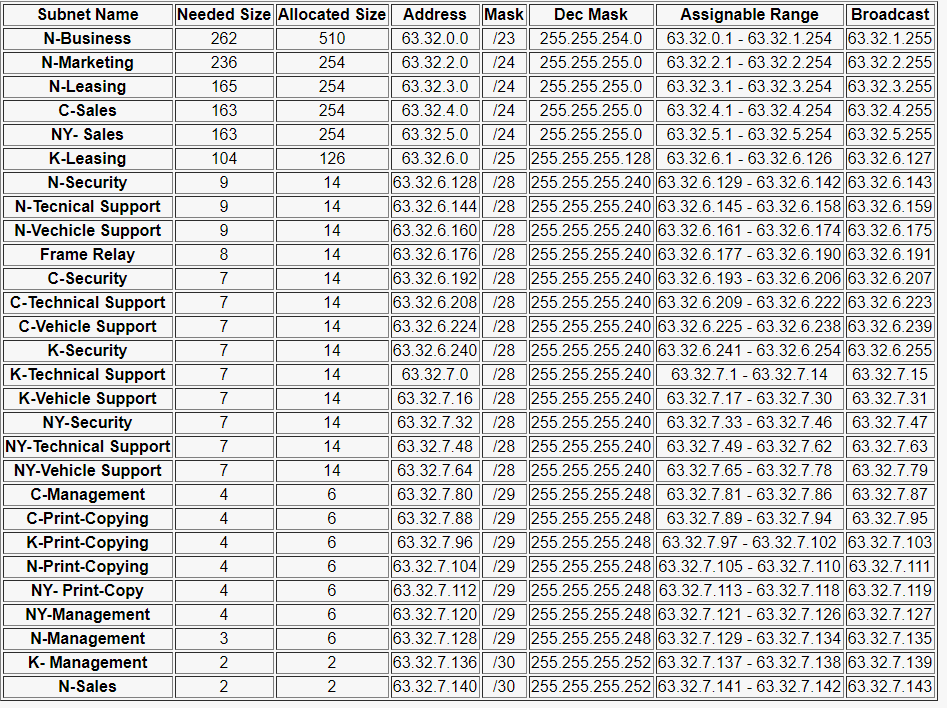 Subnet Name Needed Size Allocated Size Address Mask Dec Mask Assignable Range Broadcast
N-Business 262 510 63.32.0.0 /23 255.255.254.0 63.32.0.1 - 63.32.1.254 63.32.1.255
N-Marketing 236 254 63.32.2.0 /24 255.255.255.0 63.32.2.1 - 63.32.2.254 63.32.2.255
N-Leasing 165 254 63.32.3.0 /24 255.255.255.0 63.32.3.1 - 63.32.3.254 63.32.3.255
C-Sales 163 254 63.32.4.0 /24 255.255.255.0 63.32.4.1 - 63.32.4.254 63.32.4.255
NY- Sales 163 254 63.32.5.0 /24 255.255.255.0 63.32.5.1 - 63.32.5.254 63.32.5.255
K-Leasing 104 126 63.32.6.0 /25 255.255.255.128 63.32.6.1 - 63.32.6.126 63.32.6.127
N-Security 9 14 63.32.6.128 /28 255.255.255.240 63.32.6.129 - 63.32.6.142 63.32.6.143
N-Tecnical Support 9 14 63.32.6.144 /28 255.255.255.240 63.32.6.145 - 63.32.6.158 63.32.6.159
N-Vechicle Support 9 14 63.32.6.160 /28 255.255.255.240 63.32.6.161 - 63.32.6.174 63.32.6.175
Frame Relay 8 14 63.32.6.176 /28 255.255.255.240 63.32.6.177 - 63.32.6.190 63.32.6.191
C-Security 7 14 63.32.6.192 /28 255.255.255.240 63.32.6.193 - 63.32.6.206 63.32.6.207
C-Technical Support 7 14 63.32.6.208 /28 255.255.255.240 63.32.6.209 - 63.32.6.222 63.32.6.223
C-Vehicle Support 7 14 63.32.6.224 /28 255.255.255.240 63.32.6.225 - 63.32.6.238 63.32.6.239
K-Security 7 14 63.32.6.240 /28 255.255.255.240 63.32.6.241 - 63.32.6.254 63.32.6.255
K-Technical Support 7 14 63.32.7.0 /28 255.255.255.240 63.32.7.1 - 63.32.7.14 63.32.7.15
K-Vehicle Support 7 14 63.32.7.16 /28 255.255.255.240 63.32.7.17 - 63.32.7.30 63.32.7.31
NY-Security 7 14 63.32.7.32 /28 255.255.255.240 63.32.7.33 - 63.32.7.46 63.32.7.47
NY-Technical Support 7 14 63.32.7.48 /28 255.255.255.240 63.32.7.49 - 63.32.7.62 63.32.7.63
NY-Vehicle Support 7 14 63.32.7.64 /28 255.255.255.240 63.32.7.65 - 63.32.7.78 63.32.7.79
C-Management 4 6 63.32.7.80 /29 255.255.255.248 63.32.7.81 - 63.32.7.86 63.32.7.87
C-Print-Copying 4 6 63.32.7.88 /29 255.255.255.248 63.32.7.89 - 63.32.7.94 63.32.7.95
K-Print-Copying 4 6 63.32.7.96 /29 255.255.255.248 63.32.7.97 - 63.32.7.102 63.32.7.103
N-Print-Copying 4 6 63.32.7.104 /29 255.255.255.248 63.32.7.105 - 63.32.7.110 63.32.7.111
NY- Print-Copy 4 6 63.32.7.112 /29 255.255.255.248 63.32.7.113 - 63.32.7.118 63.32.7.119
NY-Management 4 6 63.32.7.120 /29 255.255.255.248 63.32.7.121 - 63.32.7.126 63.32.7.127
N-Management 3 6 63.32.7.128 /29 255.255.255.248 63.32.7.129 - 63.32.7.134 63.32.7.135
K- Management 2 2 63.32.7.136 /30 255.255.255.252 63.32.7.137 - 63.32.7.138 63.32.7.139
N-Sales 2 2 63.32.7.140 /30 255.255.255.252 63.32.7.141 - 63.32.7.142 63.32.7.143